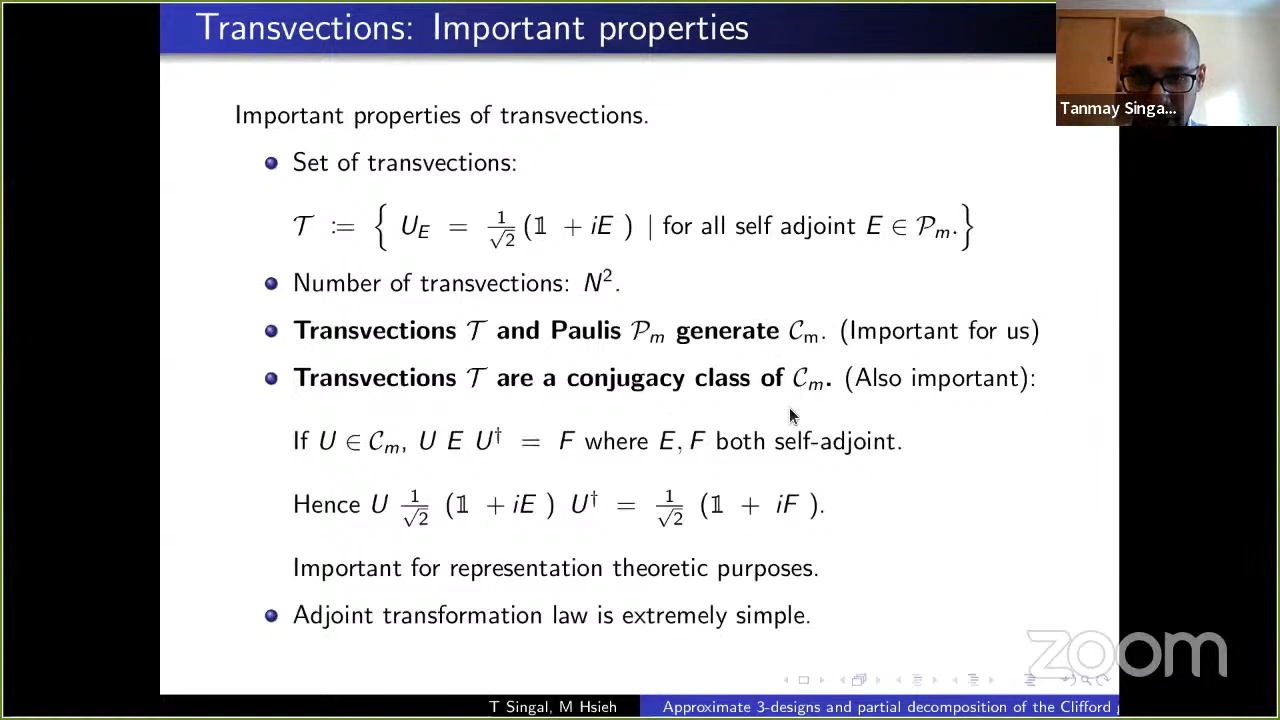 Transvections: Important properties
Tanmay Singa...
Important properties of transvections.
Set of transvections:
𝒯 := { U_E = 1/√2 (𝟙 + iE ) | for all self adjoint E ∈ 𝒫_m. }
Number of transvections: N².
Transvections 𝒯 and Paulis 𝒫_m generate 𝒞_m. (Important for us)
Transvections 𝒯 are a conjugacy class of 𝒞_m. (Also important):
If U ∈ 𝒞_m, U E U† = F where E, F both self-adjoint.
Hence U 1/√2 (𝟙 + iE ) U† = 1/√2 (𝟙 + iF ).
Important for representation theoretic purposes.
Adjoint transformation law is extremely simple.
zoom
T Singal, M Hsieh Approximate 3-designs and partial decomposition of the Clifford